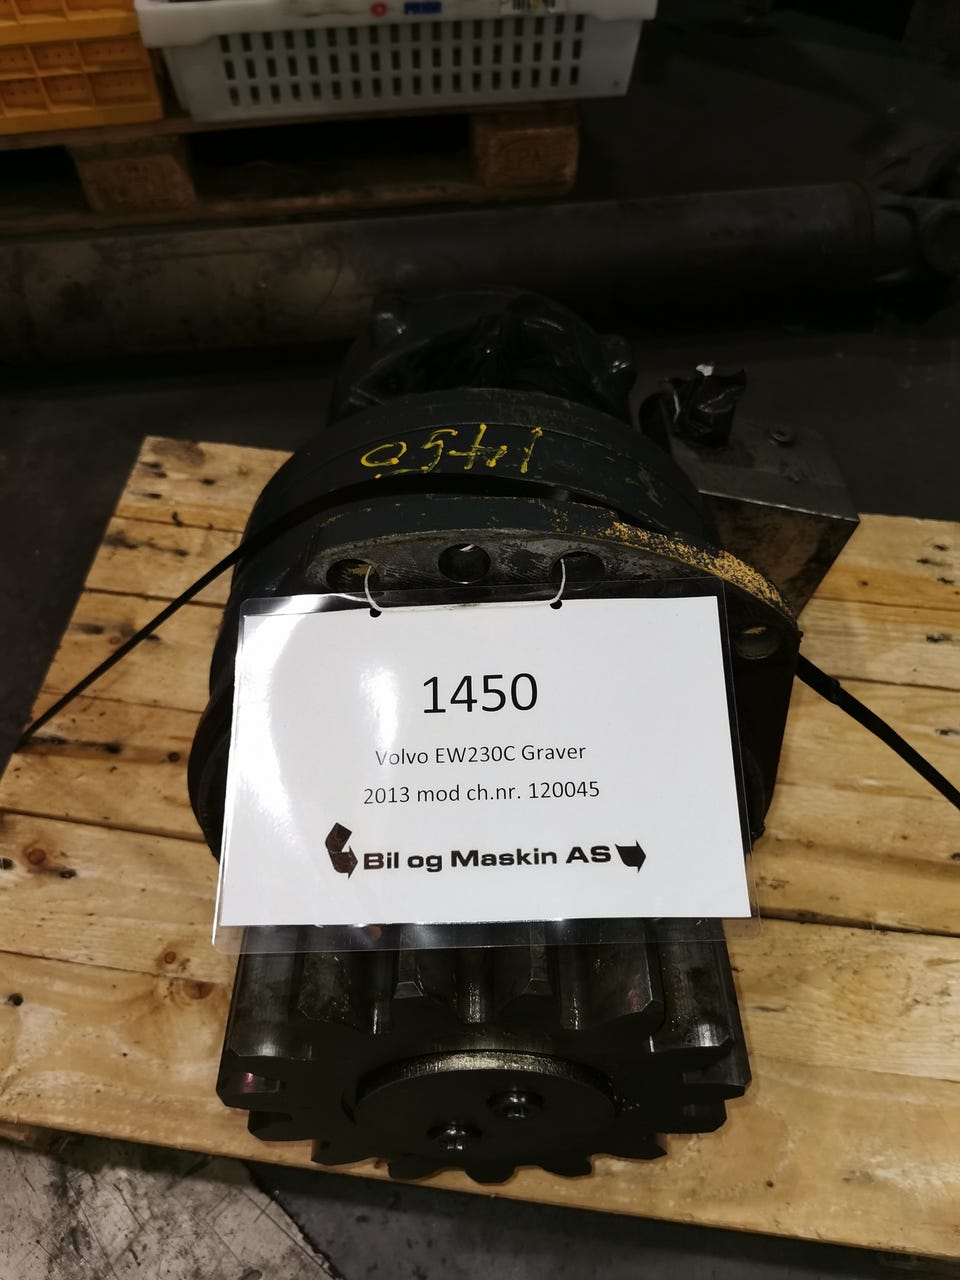 1450
1450
Volvo EW230C Graver
2013 mod ch.nr. 120045
Bil og Maskin AS